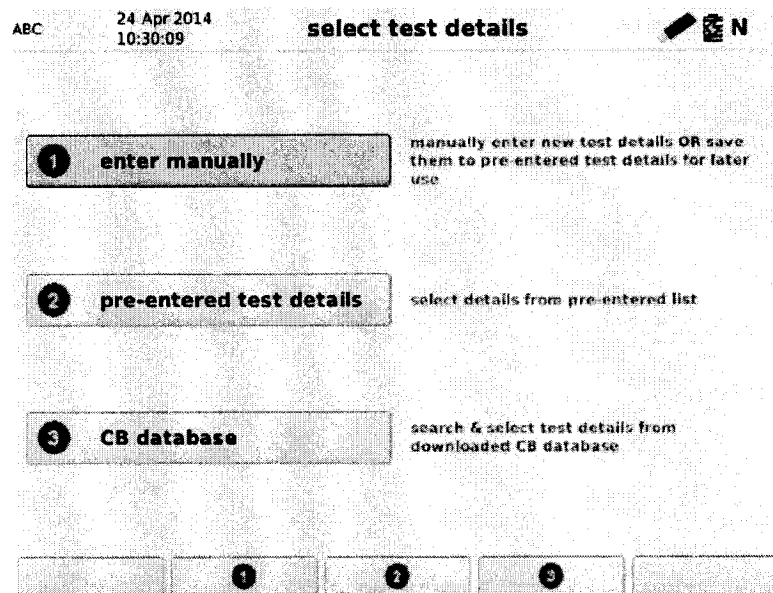 ABC
24 Apr 2014
10:30:09
select test details
N
1 enter manually
manually enter new test details OR save
them to pre-entered test details for later
use
2 pre-entered test details
select details from pre-entered list
3 CB database
search & select test details from
downloaded CB database
1 2 3